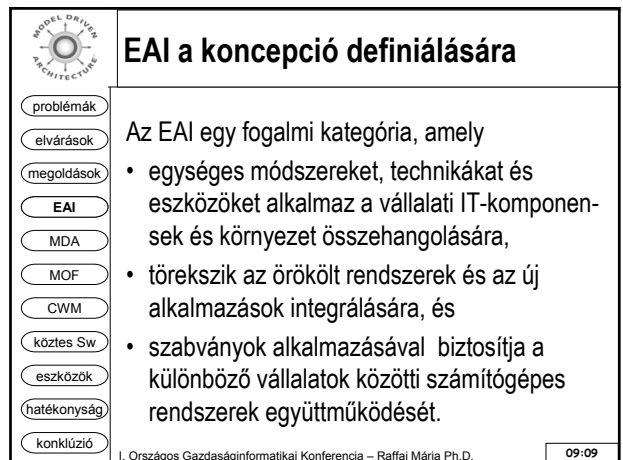 MODEL DRIVEN
ARCHITECTURE
EAI a koncepció definiálására
problémák
elvárások
megoldások
EAI
MDA
MOF
CWM
köztes Sw
eszközök
hatékonyság
konklúzió
Az EAI egy fogalmi kategória, amely
• egységes módszereket, technikákat és
eszközöket alkalmaz a vállalati IT-komponen-
sek és környezet összehangolására,
• törekszik az örökölt rendszerek és az új
alkalmazások integrálására, és
• szabványok alkalmazásával biztosítja a
különböző vállalatok közötti számítógépes
rendszerek együttműködését.
I. Országos Gazdaságinformatikai Konferencia – Raffai Mária Ph.D.
09:09